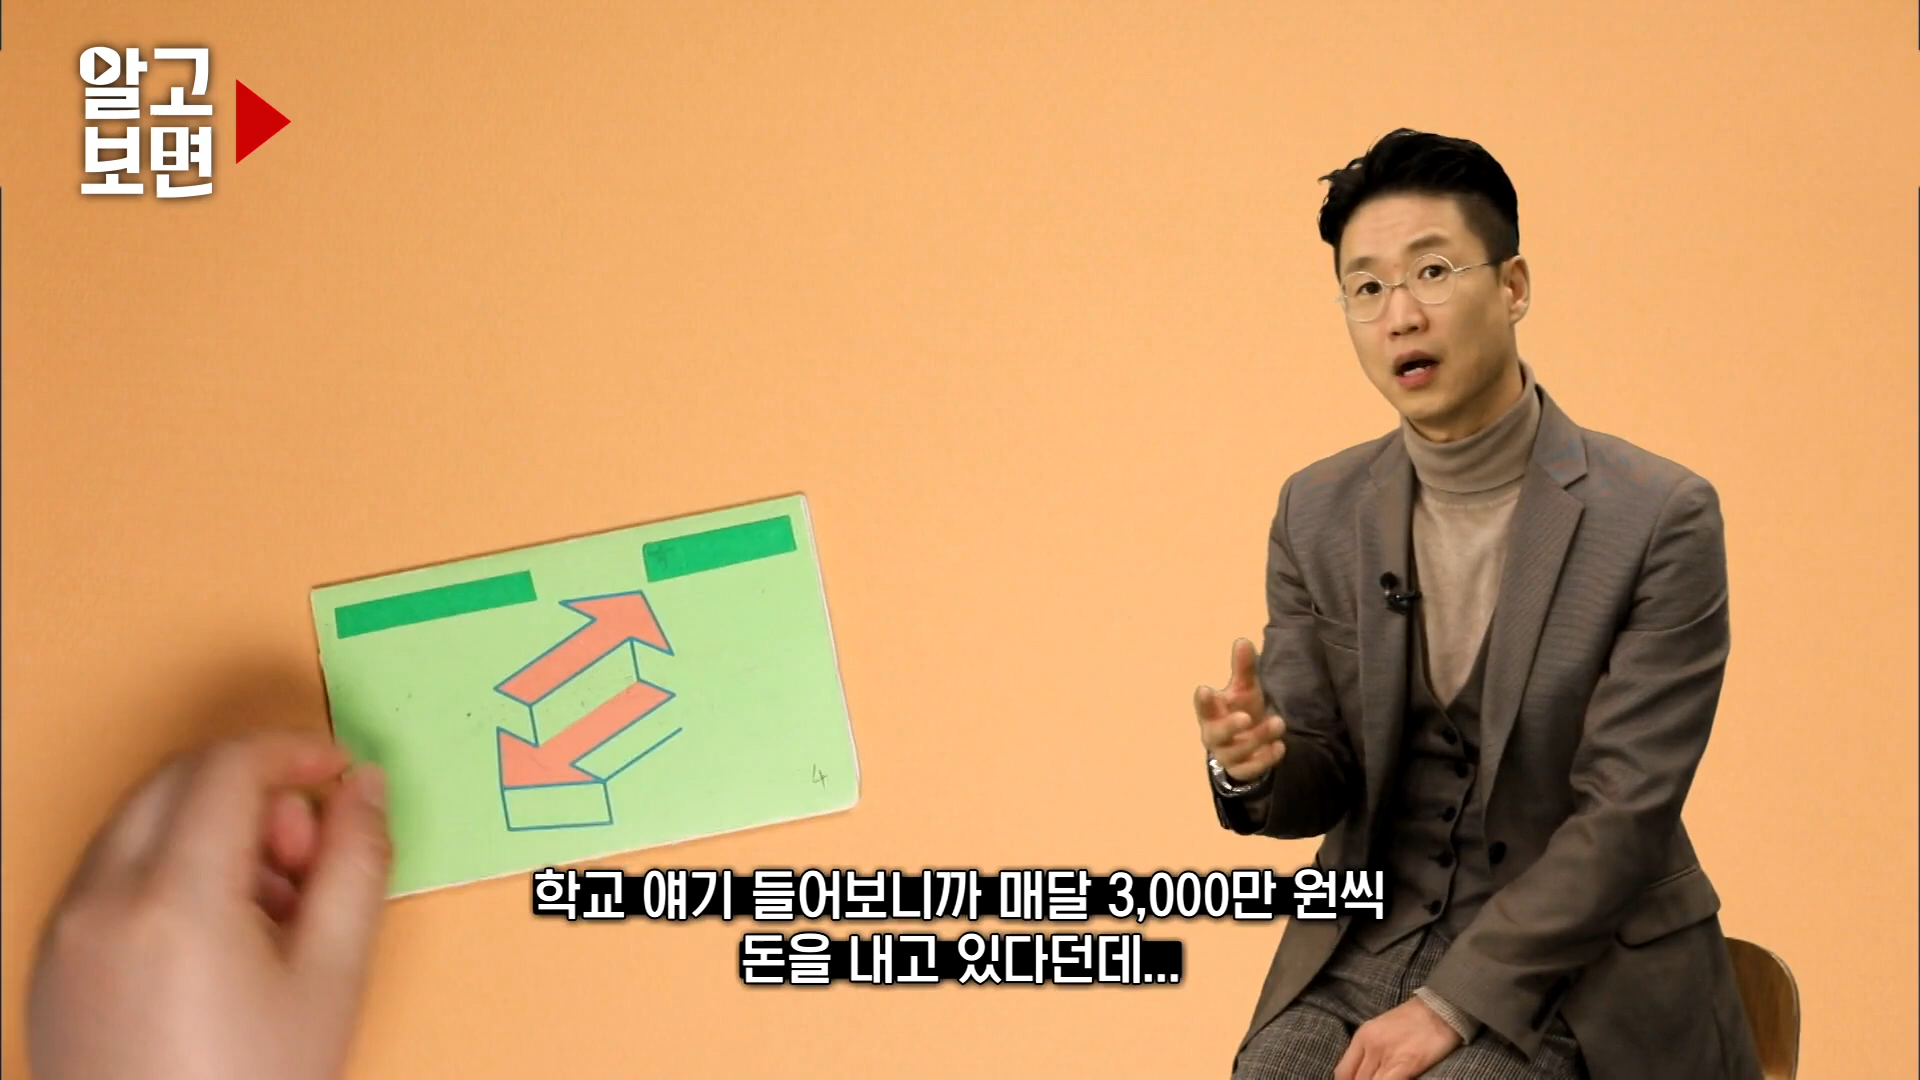 알고
보면
4
학교 얘기 들어보니까 매달 3,000만 원씩
돈을 내고 있다던데...